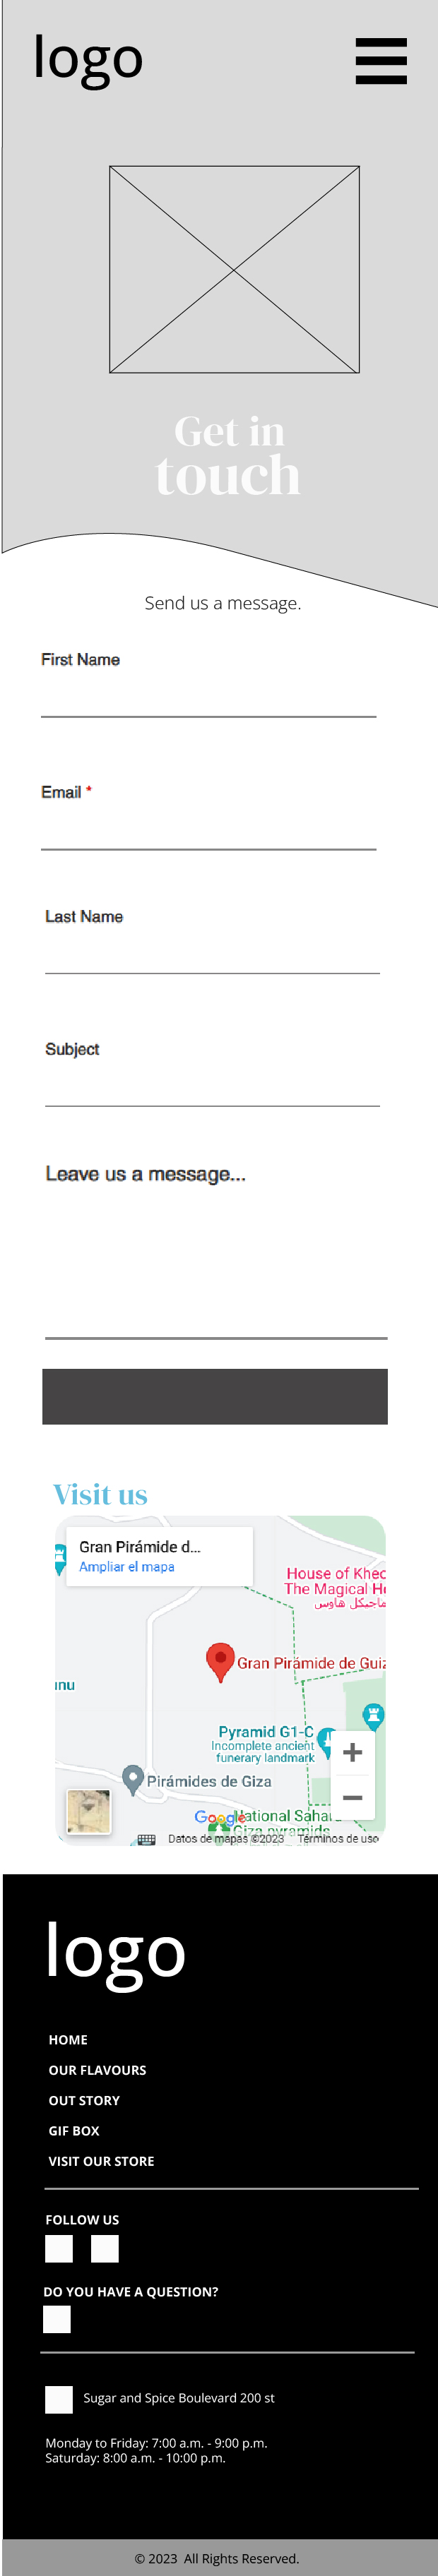 logo
Get in
touch
Send us a message.
First Name
Email *
Last Name
Subject
Leave us a message...
Visit us
Gran Pirámide d...
Ampliar el mapa
House of Kheo
The Magical H
ماجيكل هاوس
Gran Pirámide de Guiz
inu
Pyramid G1-C
Incomplete ancient
funerary landmark
Pirámides de Giza
Google
National Sahar
Giza pyramids
Datos de mapas ©2023 Términos de uso
logo
HOME
OUR FLAVOURS
OUT STORY
GIF BOX
VISIT OUR STORE
FOLLOW US
DO YOU HAVE A QUESTION?
Sugar and Spice Boulevard 200 st
Monday to Friday: 7:00 a.m. - 9:00 p.m.
Saturday: 8:00 a.m. - 10:00 p.m.
© 2023 All Rights Reserved.